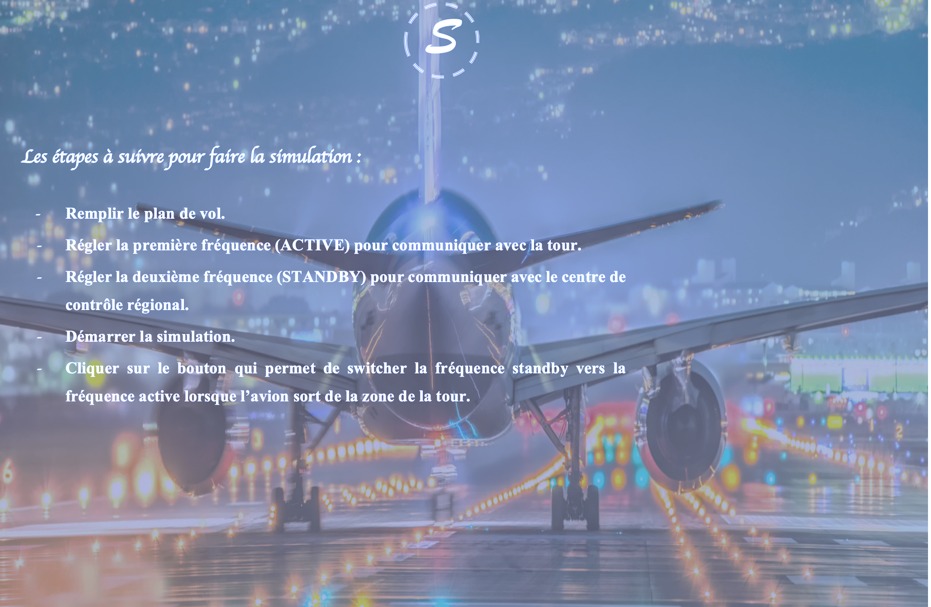 S
Les étapes à suivre pour faire la simulation :
- Remplir le plan de vol.
- Régler la première fréquence (ACTIVE) pour communiquer avec la tour.
- Régler la deuxième fréquence (STANDBY) pour communiquer avec le centre de
contrôle régional.
- Démarrer la simulation.
- Cliquer sur le bouton qui permet de switcher la fréquence standby vers la
fréquence active lorsque l’avion sort de la zone de la tour.
6
2